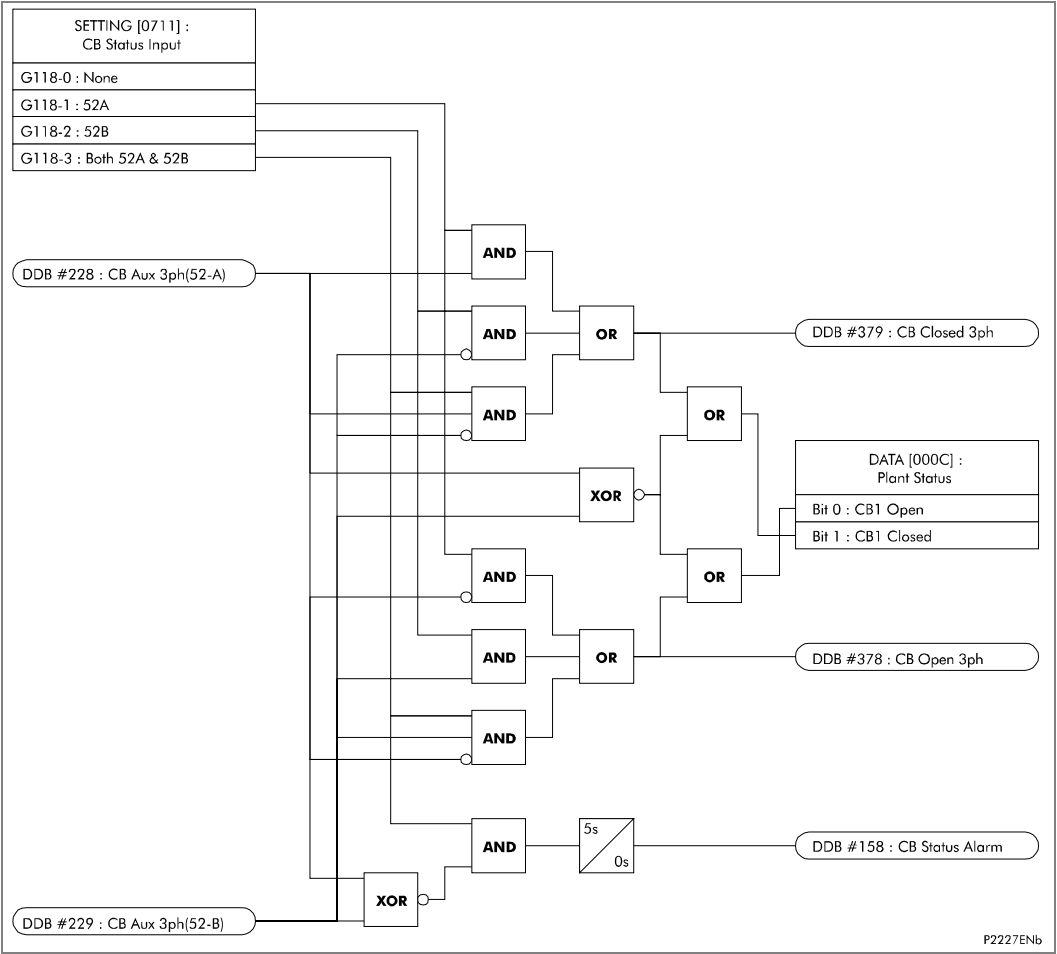 SETTING [0711] :
CB Status Input
G118-0 : None
G118-1 : 52A
G118-2 : 52B
G118-3 : Both 52A & 52B
AND
DDB #228 : CB Aux 3ph(52-A)
AND
OR
DDB #379 : CB Closed 3ph
AND
OR
DATA [000C] :
Plant Status
XOR
Bit 0 : CB1 Open
Bit 1 : CB1 Closed
AND
OR
AND
OR
DDB #378 : CB Open 3ph
AND
5s
0s
AND
DDB #158 : CB Status Alarm
XOR
DDB #229 : CB Aux 3ph(52-B)
P2227ENb